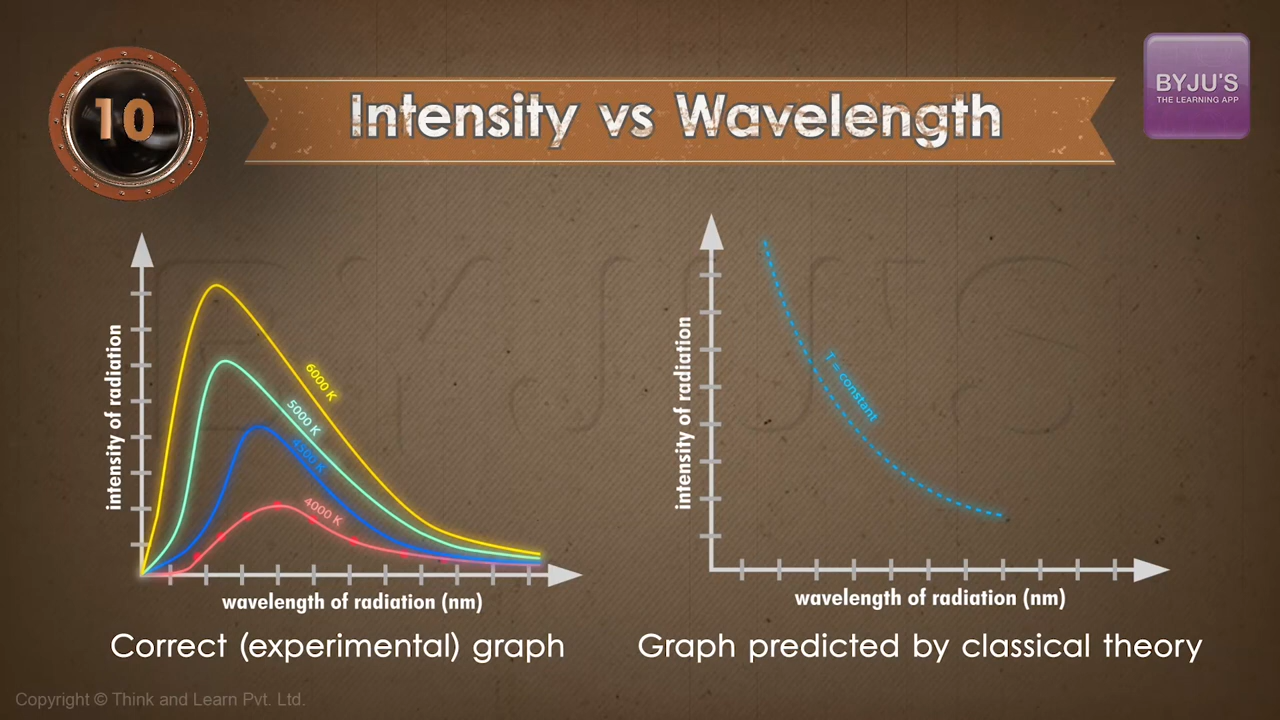 10
Intensity vs Wavelength
BYJU'S
THE LEARNING APP
BYJU'S
intensity of radiation
6000 K
5000 K
4500 K
4000 K
wavelength of radiation (nm)
Correct (experimental) graph
intensity of radiation
T = constant
wavelength of radiation (nm)
Graph predicted by classical theory
Copyright © Think and Learn Pvt. Ltd.